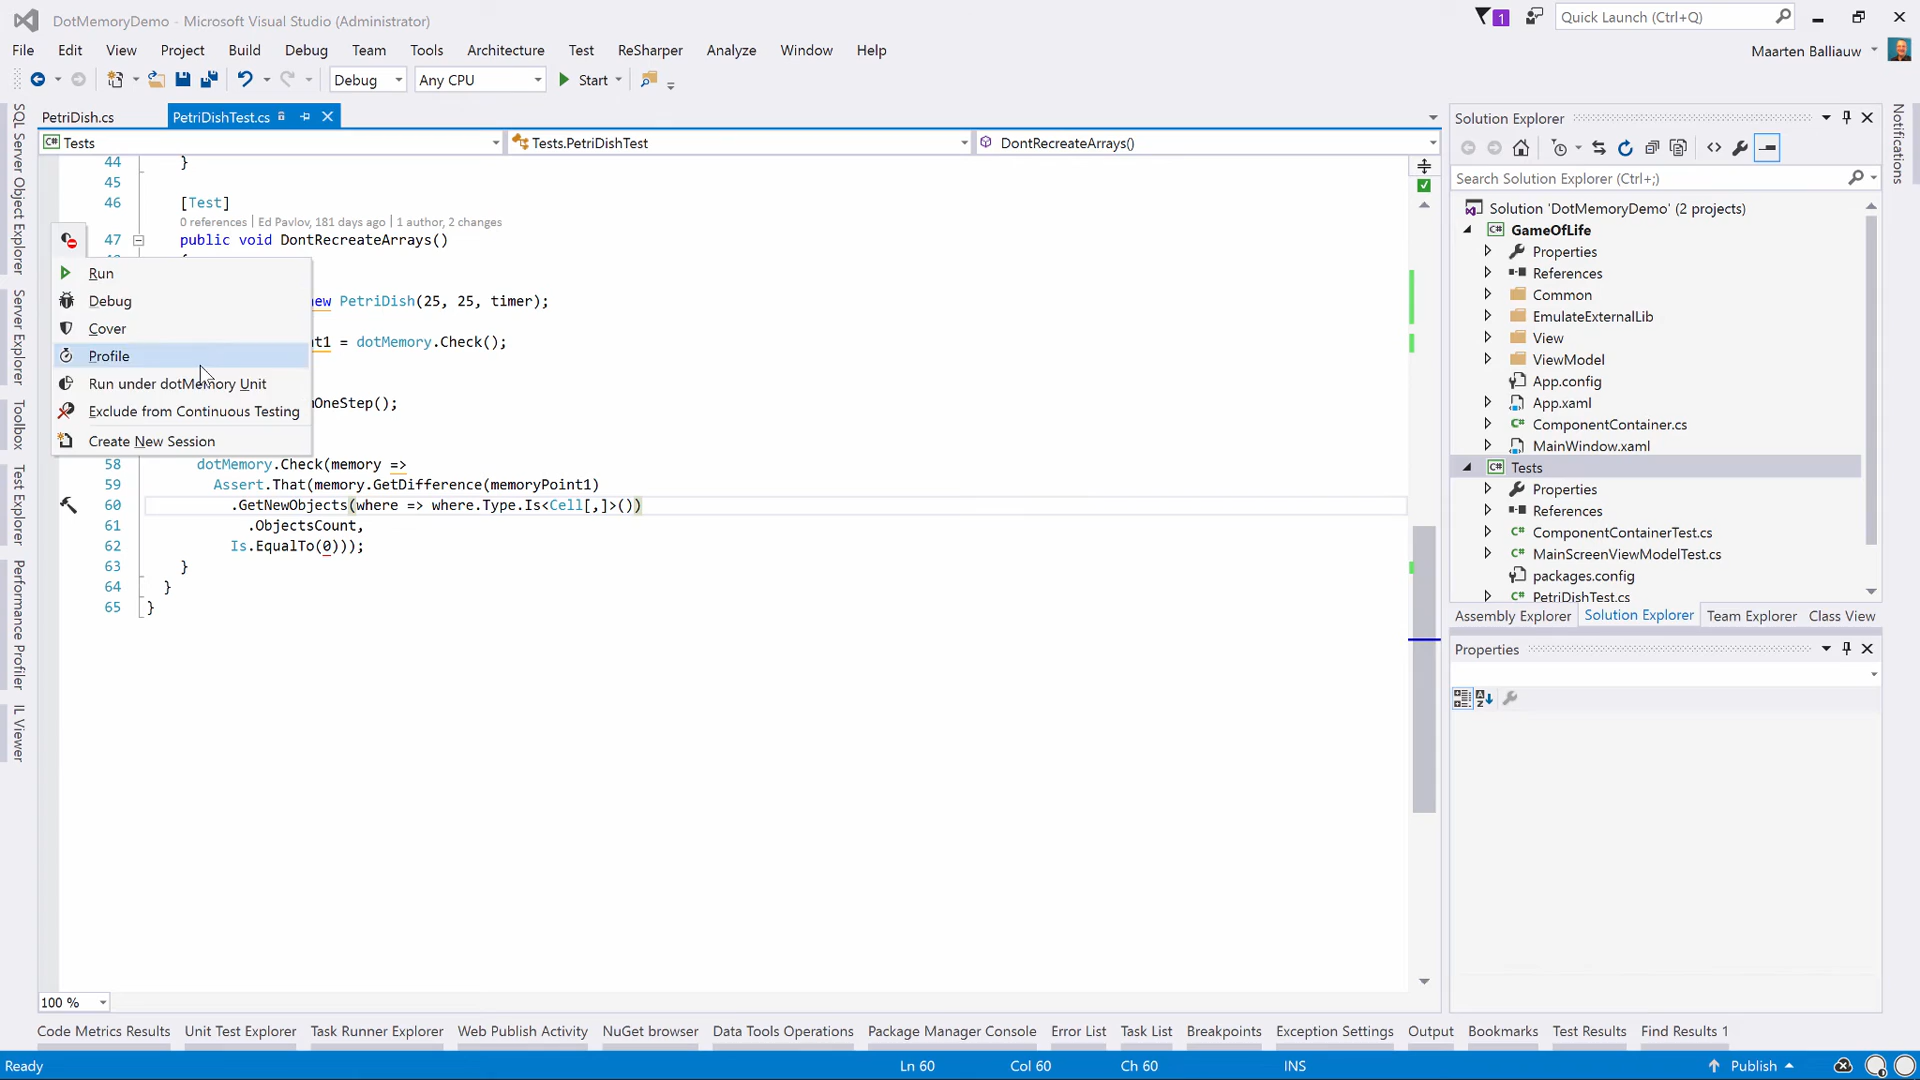 DotMemoryDemo - Microsoft Visual Studio (Administrator)
1
Quick Launch (Ctrl+Q)
File Edit View Project Build Debug Team Tools Architecture Test ReSharper Analyze Window Help
Maarten Balliauw
Debug
Any CPU
Start
PetriDish.cs
PetriDishTest.cs
Tests
Tests.PetriDishTest
DontRecreateArrays()
44 }
45
46 [Test]
0 references | Ed Pavlov, 181 days ago | 1 author, 2 changes
47 public void DontRecreateArrays()
new PetriDish(25, 25, timer);
nt1 = dotMemory.Check();
mOneStep();
Run
Debug
Cover
Profile
Run under dotMemory Unit
Exclude from Continuous Testing
Create New Session
58 dotMemory.Check(memory =>
59 Assert.That(memory.GetDifference(memoryPoint1)
60 .GetNewObjects(where => where.Type.Is<Cell[,]>())
61 .ObjectsCount,
62 Is.EqualTo(0)));
63 }
64 }
65 }
100 %
SQL Server Object Explorer
Server Explorer
Toolbox
Test Explorer
Performance Profiler
IL Viewer
Solution Explorer
Search Solution Explorer (Ctrl+;)
Solution 'DotMemoryDemo' (2 projects)
C# GameOfLife
Properties
References
Common
EmulateExternalLib
View
ViewModel
App.config
App.xaml
C# ComponentContainer.cs
MainWindow.xaml
C# Tests
Properties
References
C# ComponentContainerTest.cs
C# MainScreenViewModelTest.cs
packages.config
C# PetriDishTest.cs
Assembly Explorer
Solution Explorer
Team Explorer
Class View
Properties
Notifications
Code Metrics Results Unit Test Explorer Task Runner Explorer Web Publish Activity NuGet browser Data Tools Operations Package Manager Console Error List Task List Breakpoints Exception Settings Output Bookmarks Test Results Find Results 1
Ready
Ln 60
Col 60
Ch 60
INS
Publish